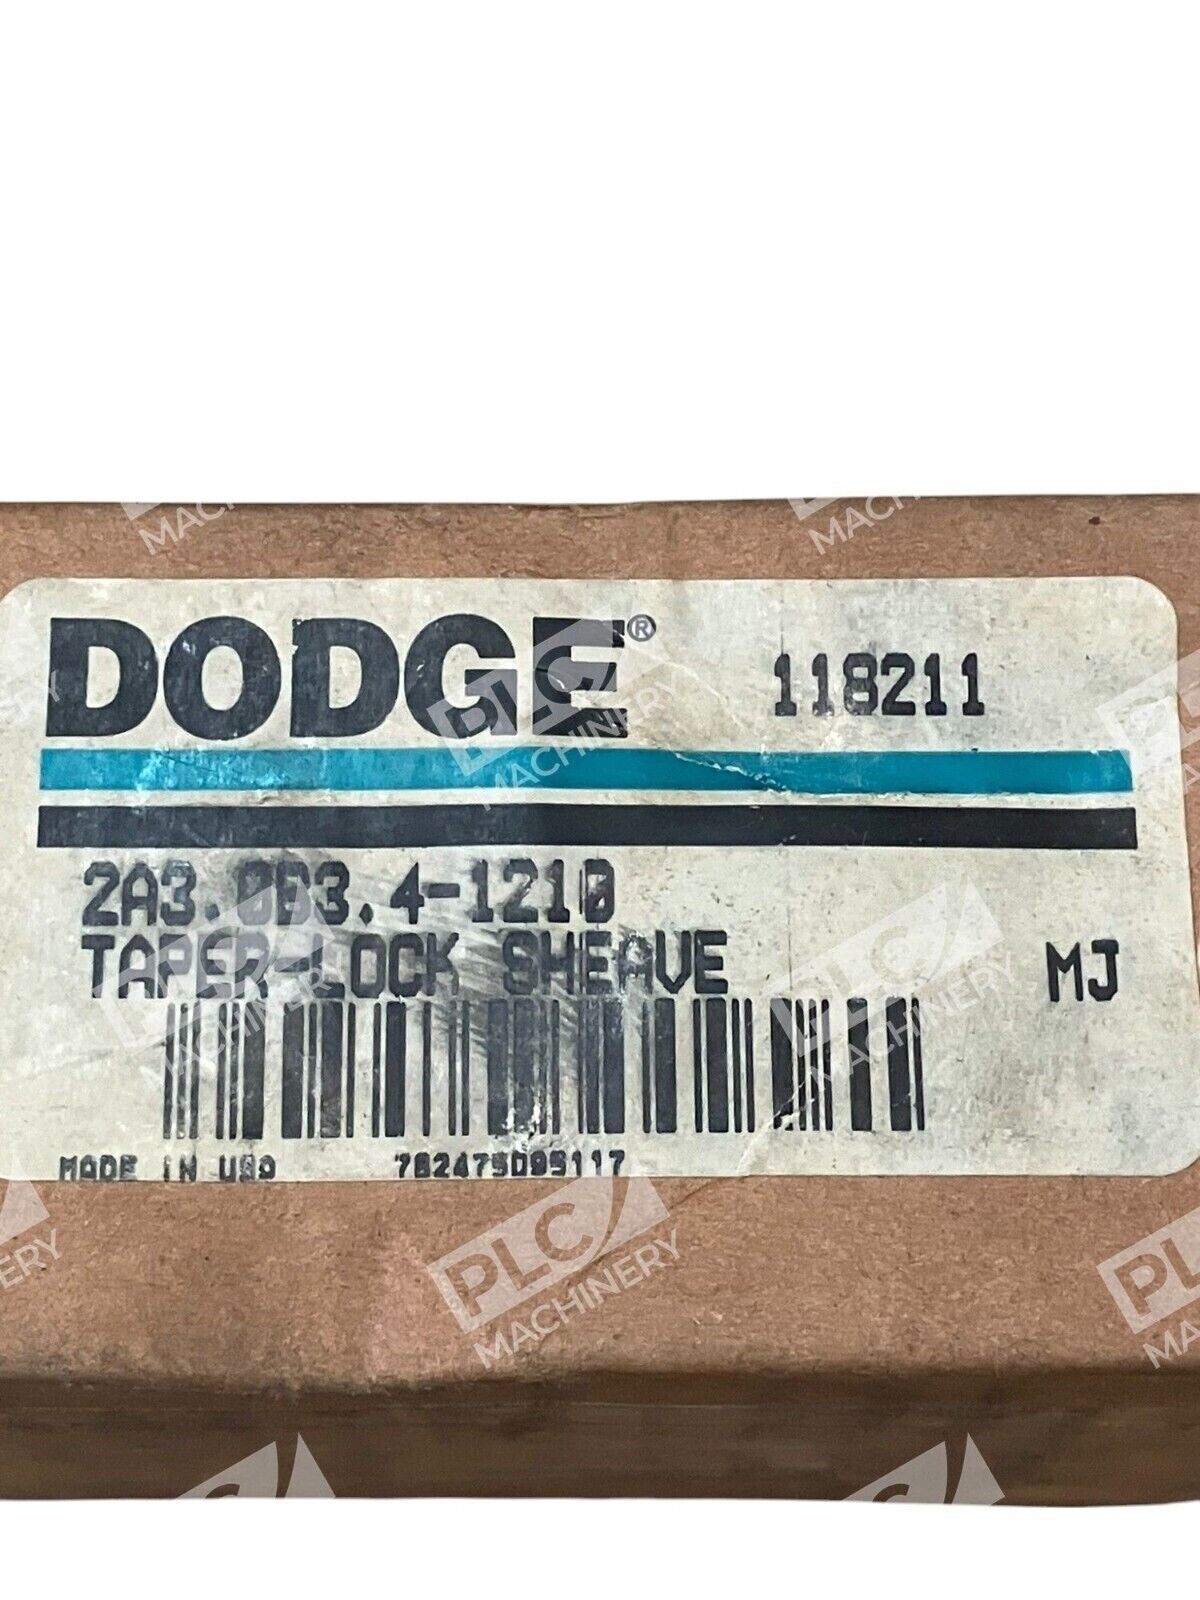 DODGE®
118211
2A3.0B3.4-1210
TAPER-LOCK SHEAVE
MJ
MADE IN USA
782475095117
PLC MACHINERY